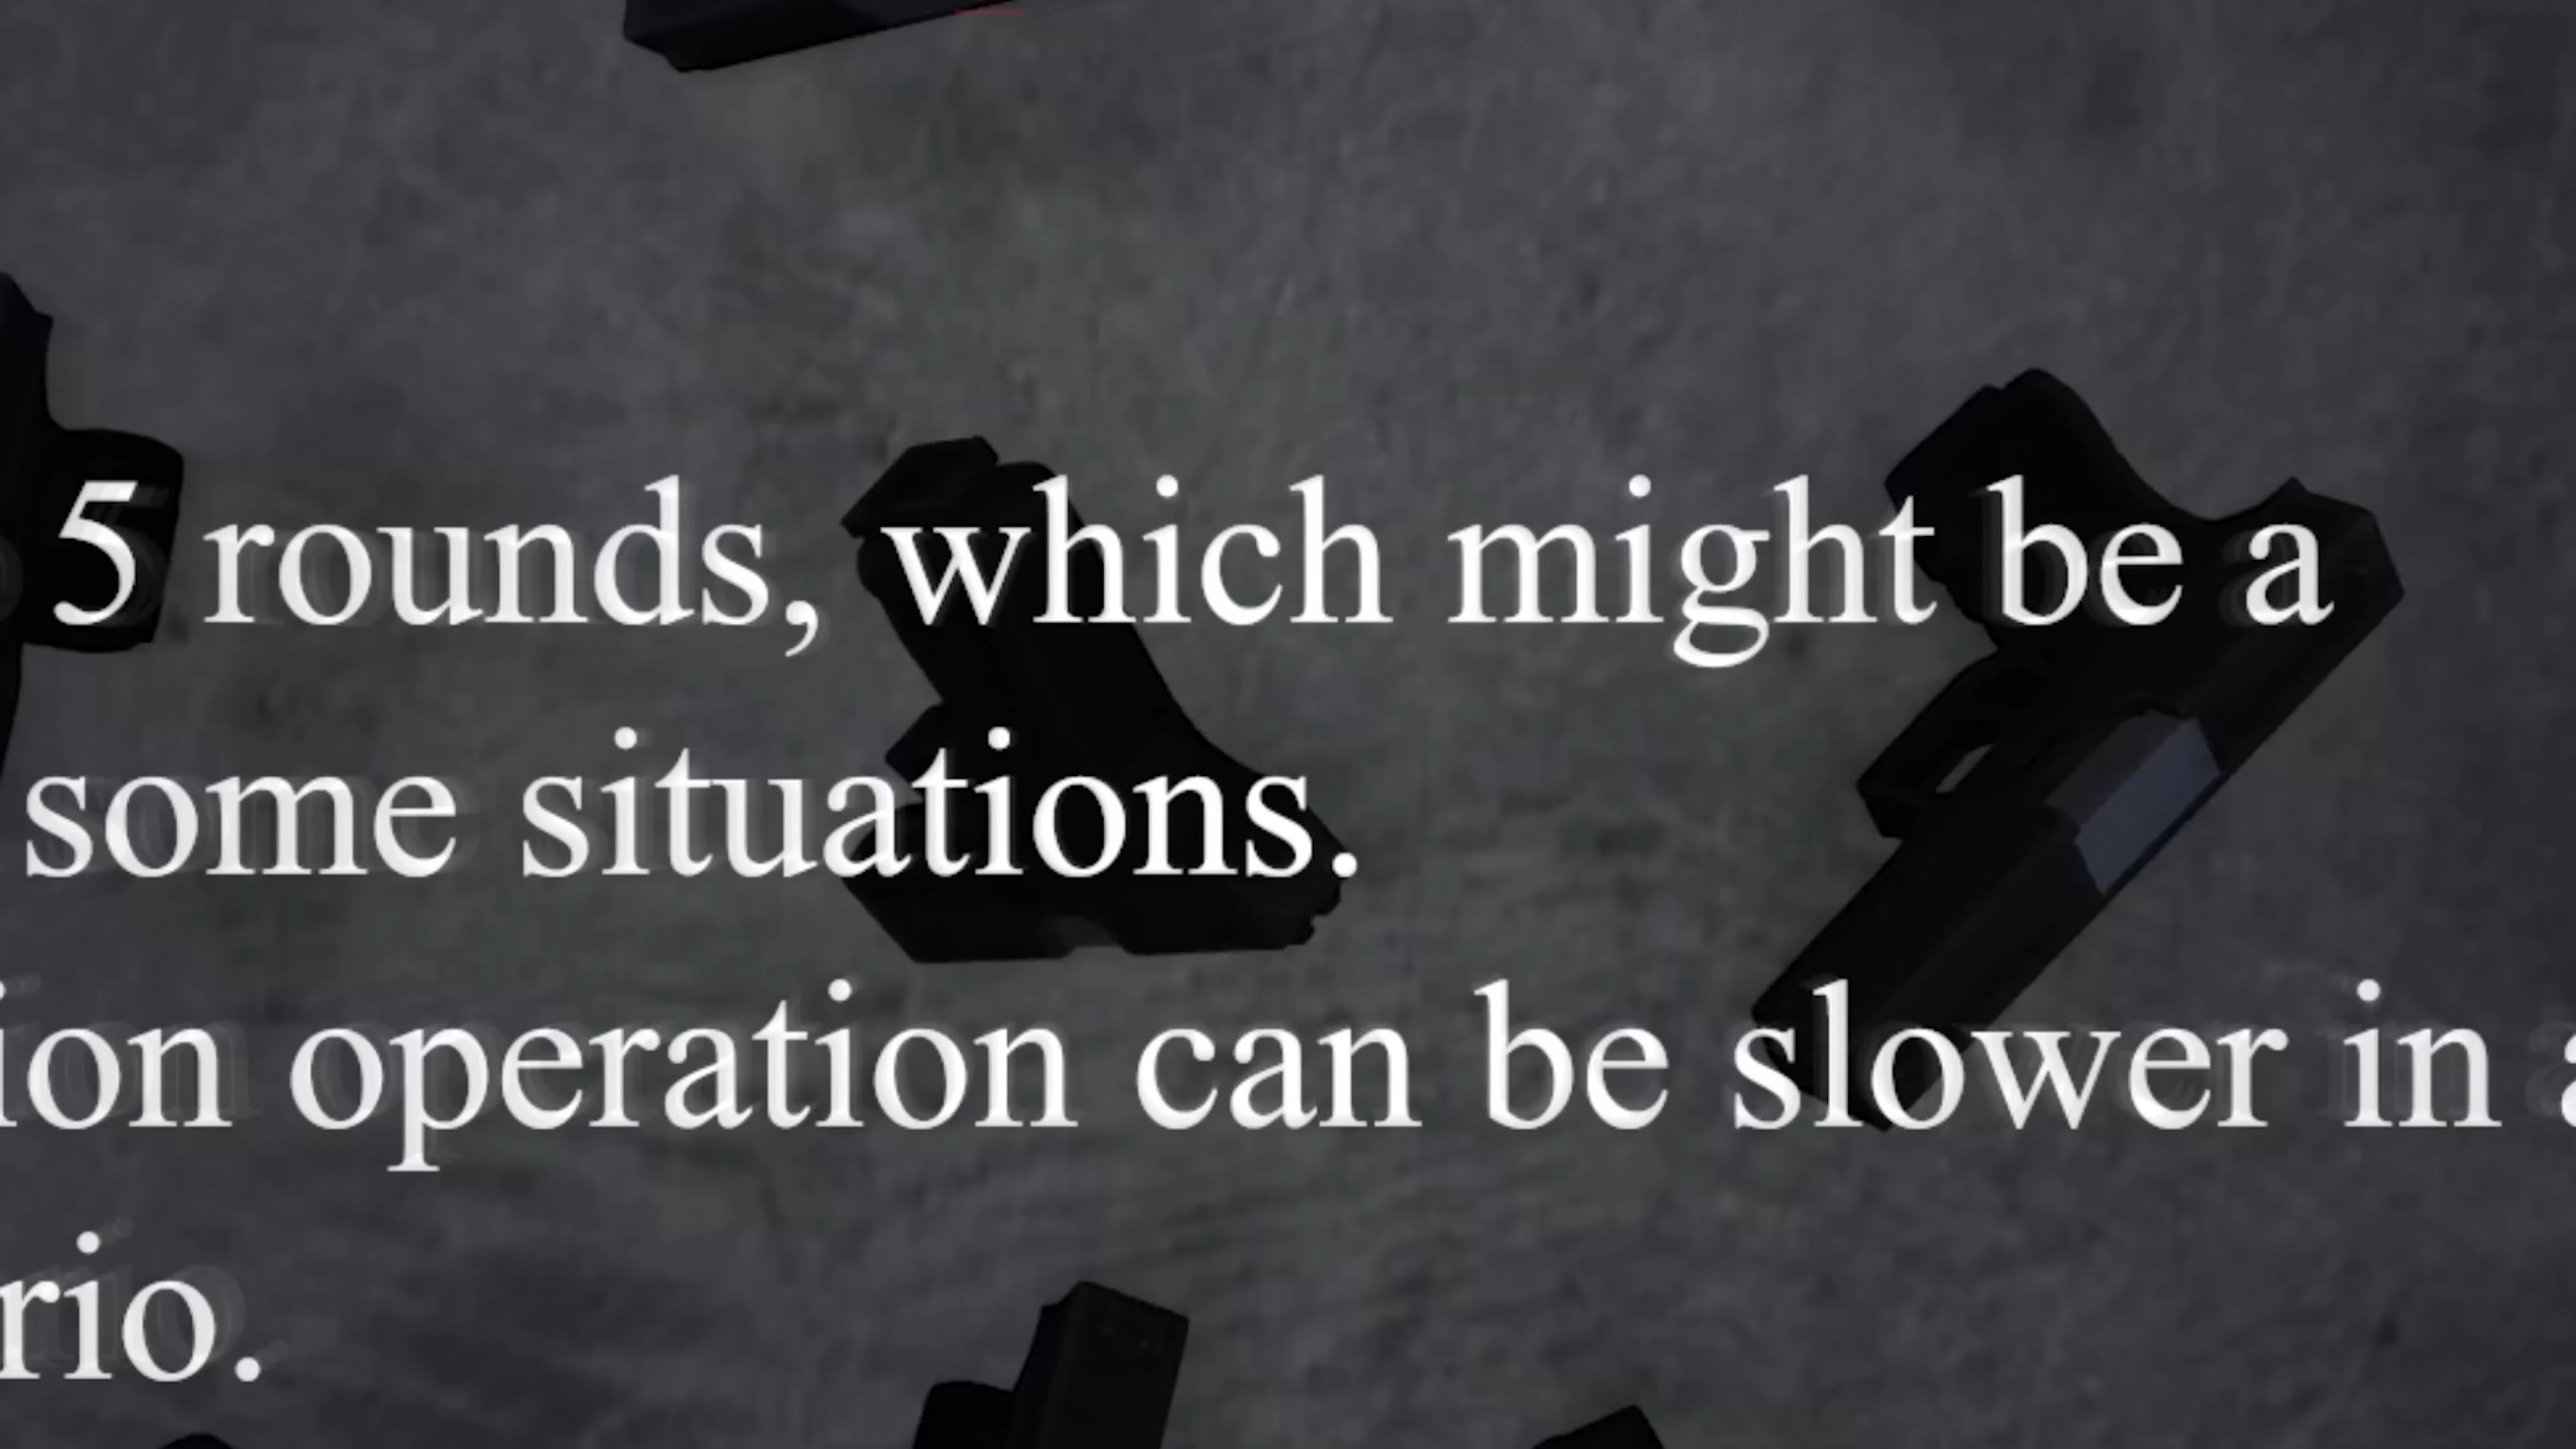 5 rounds, which might be a
some situations.
ion operation can be slower in a
rio.